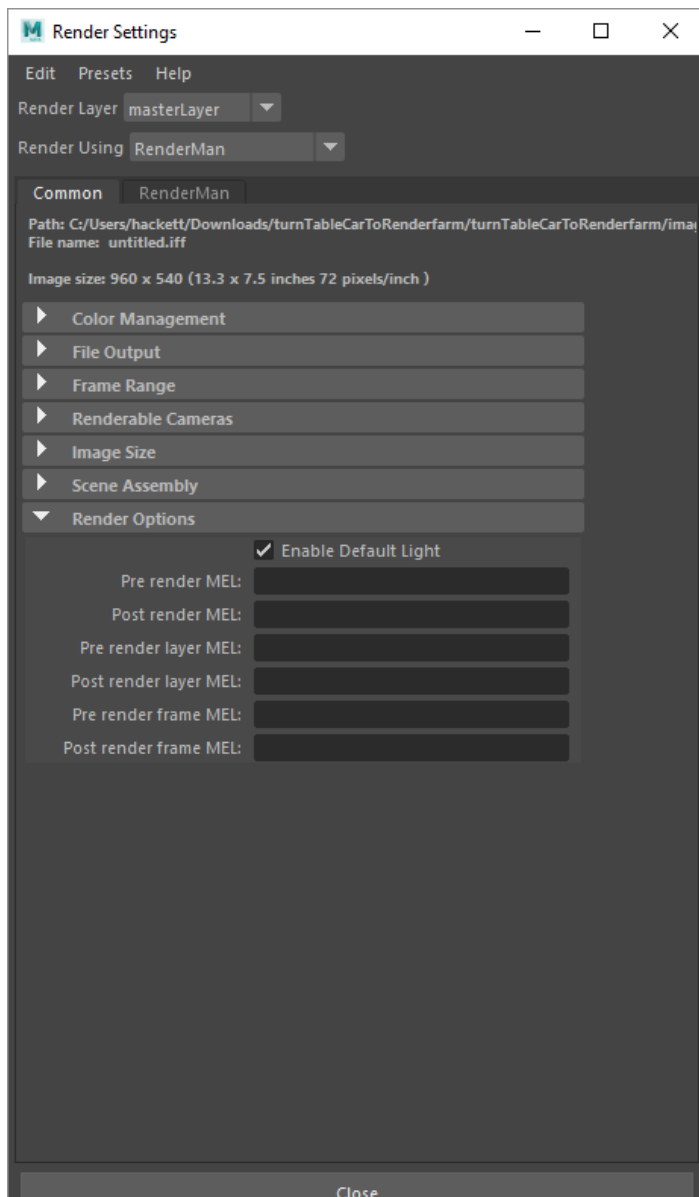 Render Settings
Edit Presets Help
Render Layer masterLayer
Render Using RenderMan
Common RenderMan
Path: C:/Users/hackett/Downloads/turnTableCarToRenderfarm/turnTableCarToRenderfarm/ima
File name: untitled.iff
Image size: 960 x 540 (13.3 x 7.5 inches 72 pixels/inch )
Color Management
File Output
Frame Range
Renderable Cameras
Image Size
Scene Assembly
Render Options
Enable Default Light
Pre render MEL:
Post render MEL:
Pre render layer MEL:
Post render layer MEL:
Pre render frame MEL:
Post render frame MEL:
Close